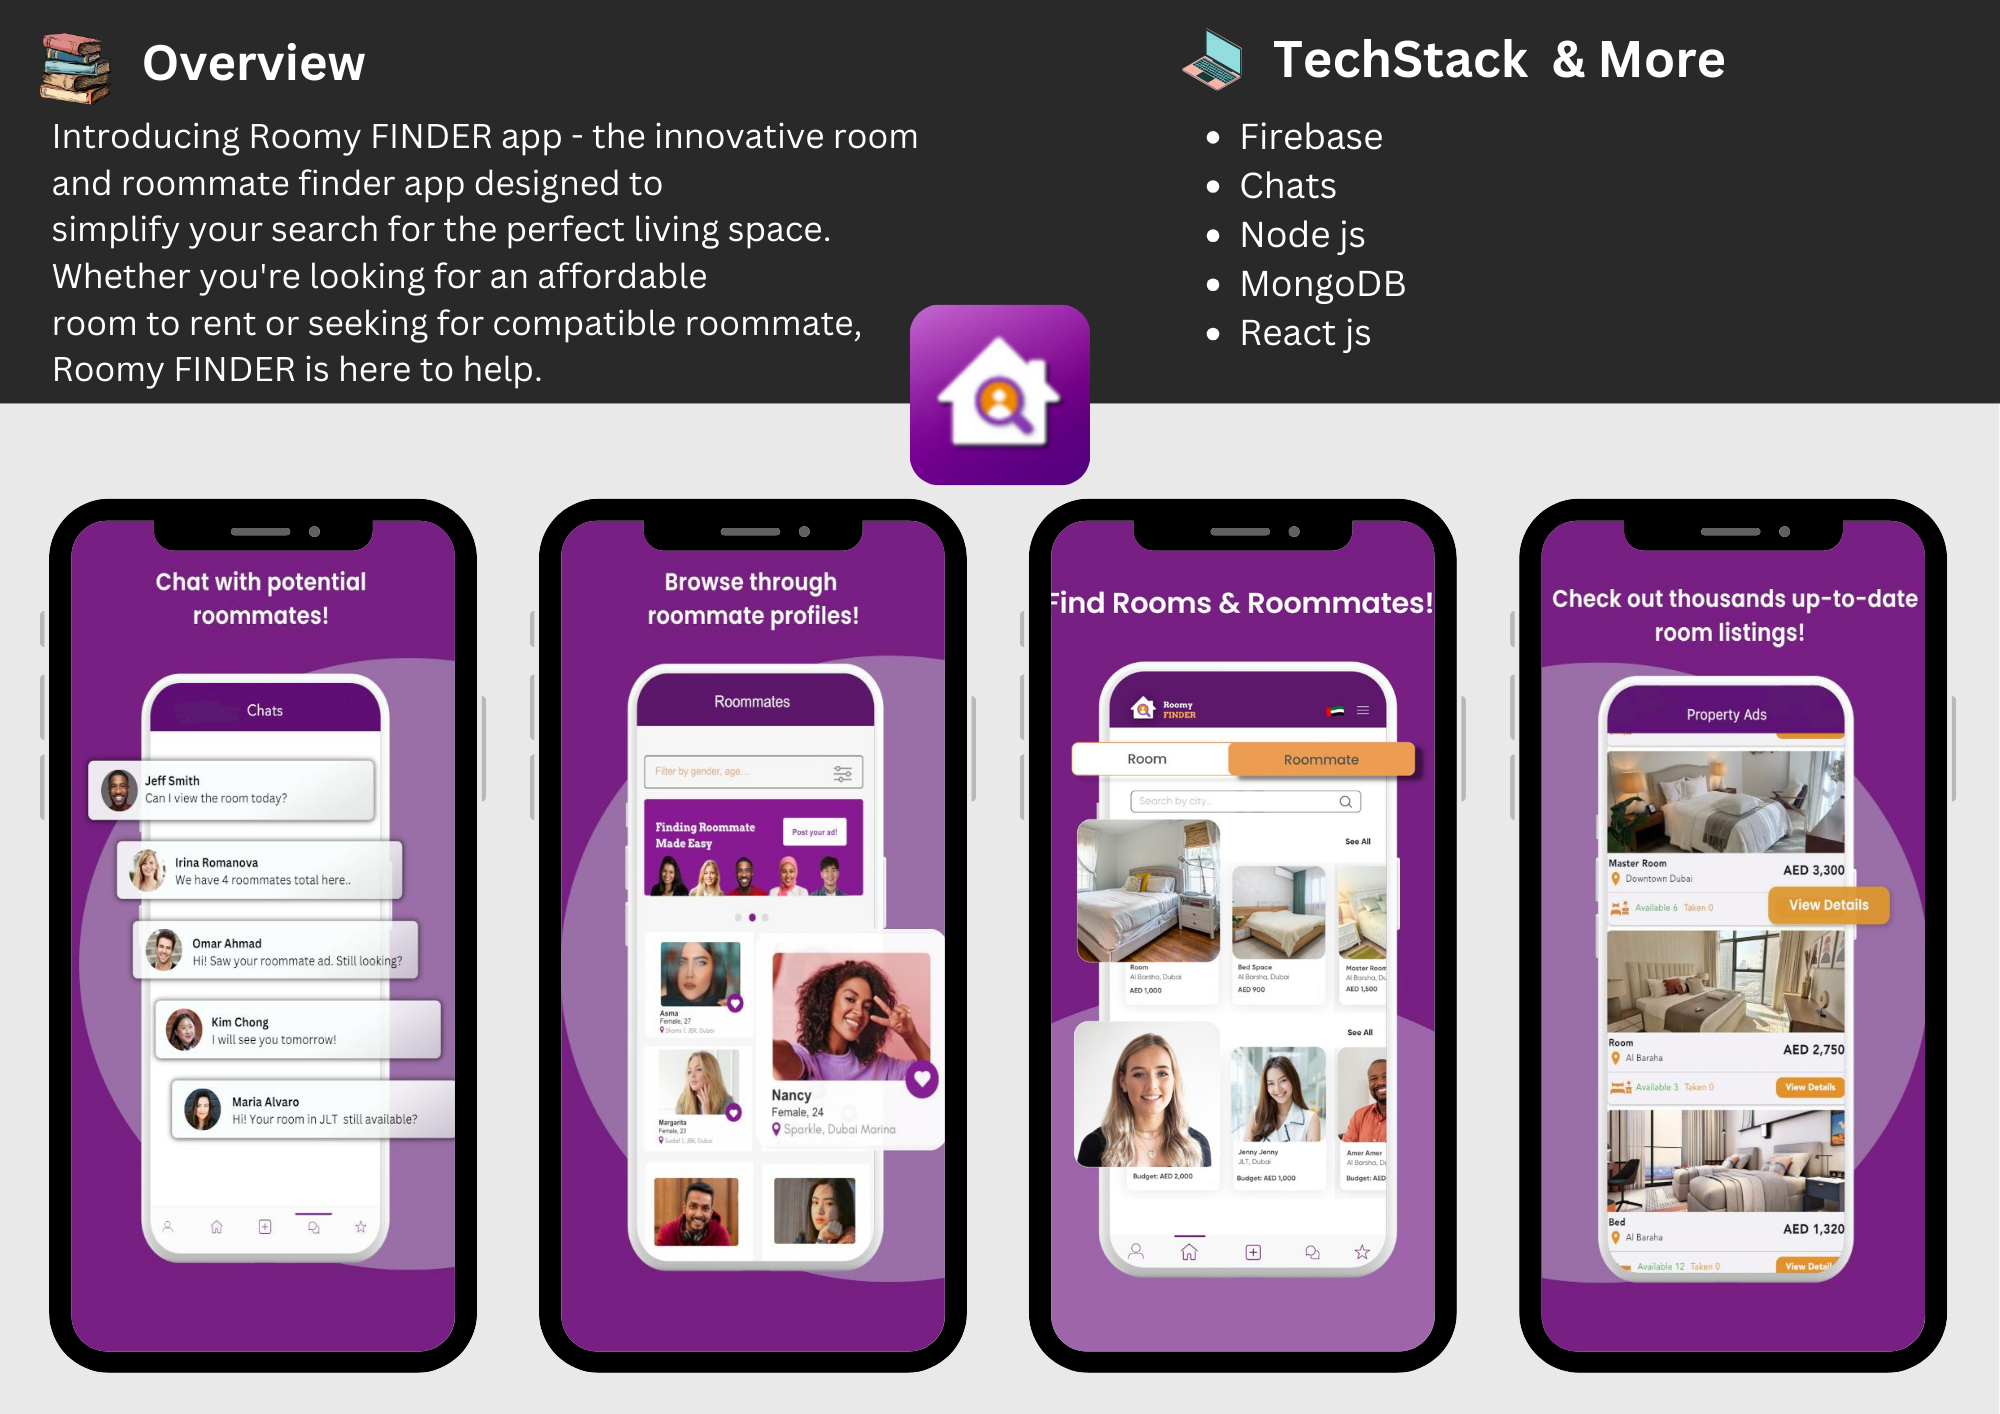 Overview
Introducing Roomy FINDER app - the innovative room
and roommate finder app designed to
simplify your search for the perfect living space.
Whether you're looking for an affordable
room to rent or seeking for compatible roommate,
Roomy FINDER is here to help.
TechStack & More
Firebase
Chats
Node js
MongoDB
React js
Chat with potential
roommates!
Chats
Jeff Smith
Can I view the room today?
Irina Romanova
We have 4 roommates total here..
Omar Ahmad
Hi! Saw your roommate ad. Still looking?
Kim Chong
I will see you tomorrow!
Maria Alvaro
Hi! Your room in JLT still available?
Browse through
roommate profiles!
Roommates
Filter by gender, age...
Finding Roommate
Made Easy
Post your ad!
Asma
Female, 27
Shams 1, JBR, Dubai
Nancy
Female, 24
Sparkle, Dubai Marina
Margarita
Female, 23
Sadaf 1, JBR, Dubai
Find Rooms & Roommates!
Roomy
FINDER
Room
Roommate
Search by city..
See All
Room
Al Barsha, Dubai
AED 1,000
Bed Space
Al Barsha, Dubai
AED 900
Master Room
Al Barsha, Du
AED 1,500
See All
Budget: AED 2,000
Jenny Jenny
JLT, Dubai
Budget: AED 1,000
Amer Amer
Al Barsha, Du
Budget: AED
Check out thousands up-to-date
room listings!
Property Ads
Master Room
AED 3,300
Downtown Dubai
Available 6 Taken 0
View Details
Room
AED 2,750
Al Baraha
Available 3 Taken 0
View Details
Bed
AED 1,320
Al Baraha
Available 12 Taken 0
View Details